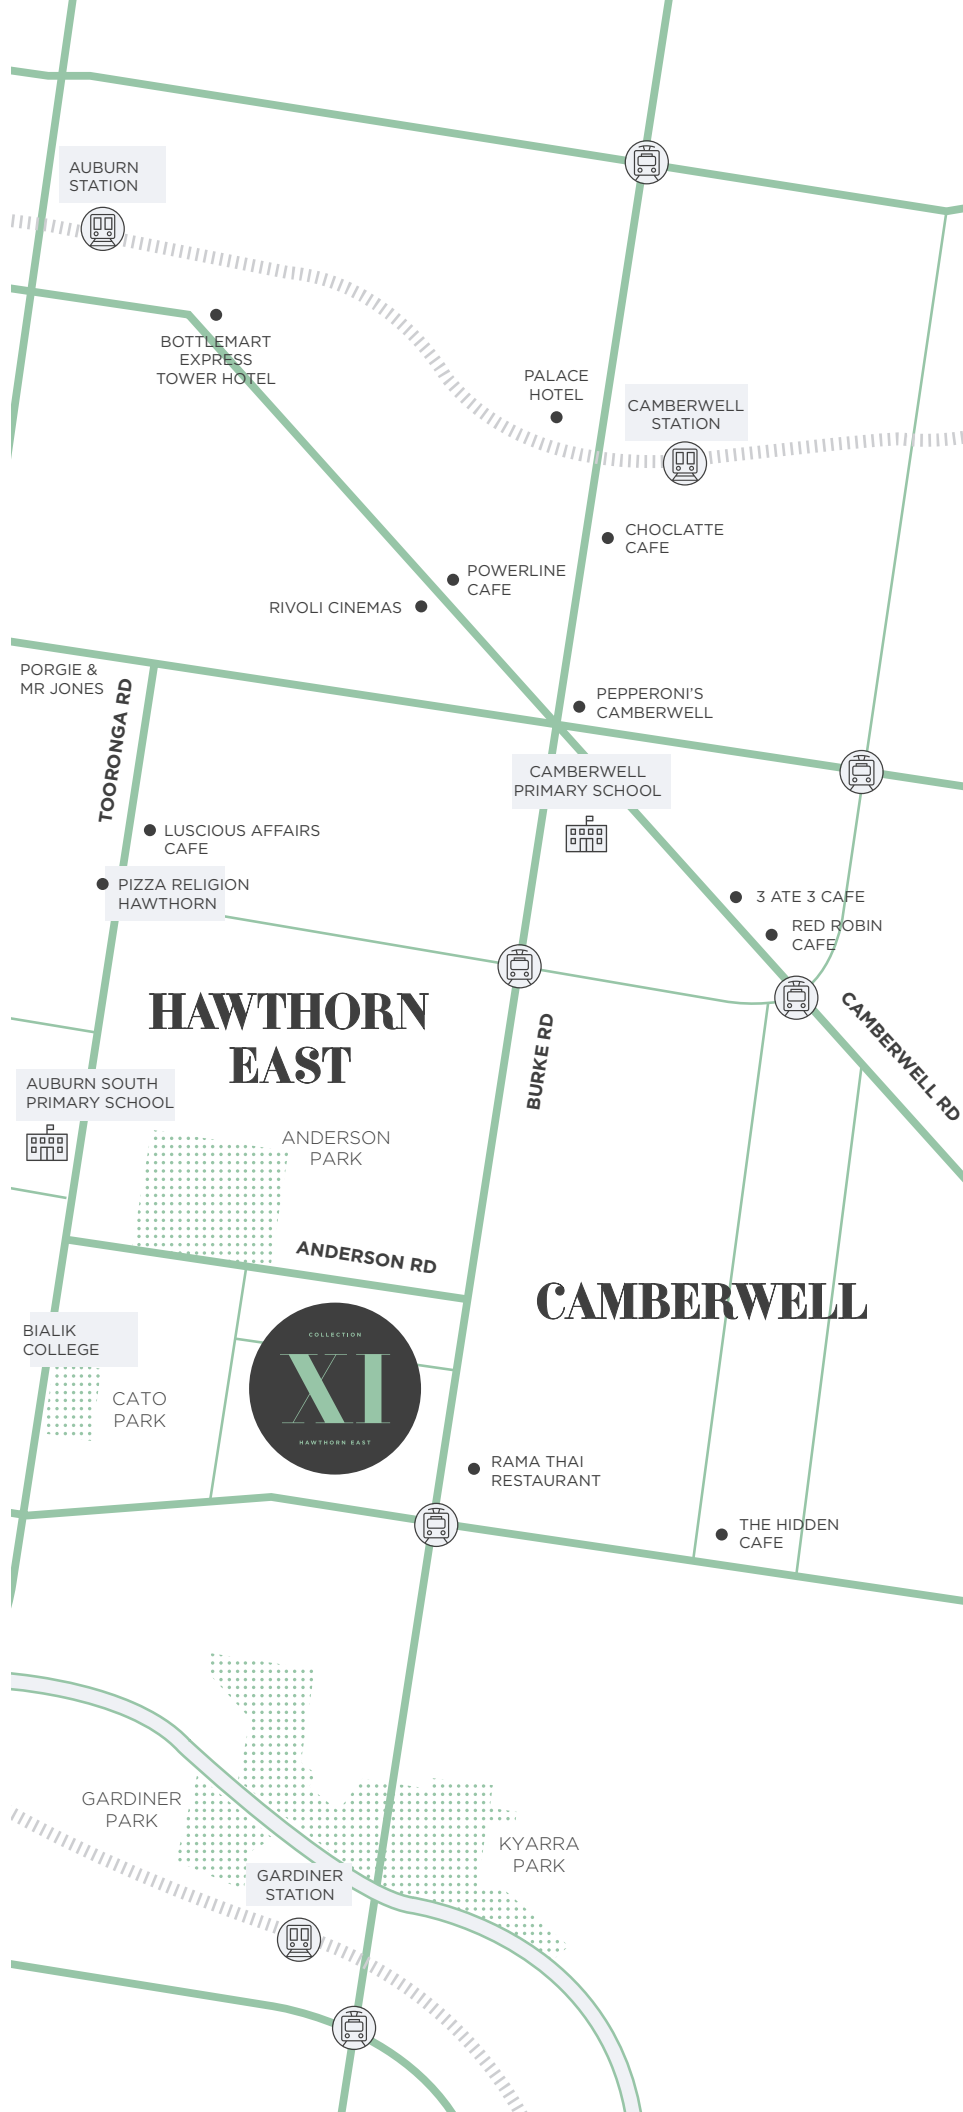 AUBURN
STATION
BOTTLEMART
EXPRESS
TOWER HOTEL
PALACE
HOTEL
CAMBERWELL
STATION
CHOCLATTE
CAFE
POWERLINE
CAFE
RIVOLI CINEMAS
PORGIE &
MR JONES
TOORONGA RD
PEPPERONI'S
CAMBERWELL
CAMBERWELL
PRIMARY SCHOOL
LUSCIOUS AFFAIRS
CAFE
PIZZA RELIGION
HAWTHORN
3 ATE 3 CAFE
RED ROBIN
CAFE
HAWTHORN
EAST
BURKE RD
CAMBERWELL RD
AUBURN SOUTH
PRIMARY SCHOOL
ANDERSON
PARK
ANDERSON RD
CAMBERWELL
BIALIK
COLLEGE
CATO
PARK
COLLECTION
XI
HAWTHORN EAST
RAMA THAI
RESTAURANT
THE HIDDEN
CAFE
GARDINER
PARK
KYARRA
PARK
GARDINER
STATION